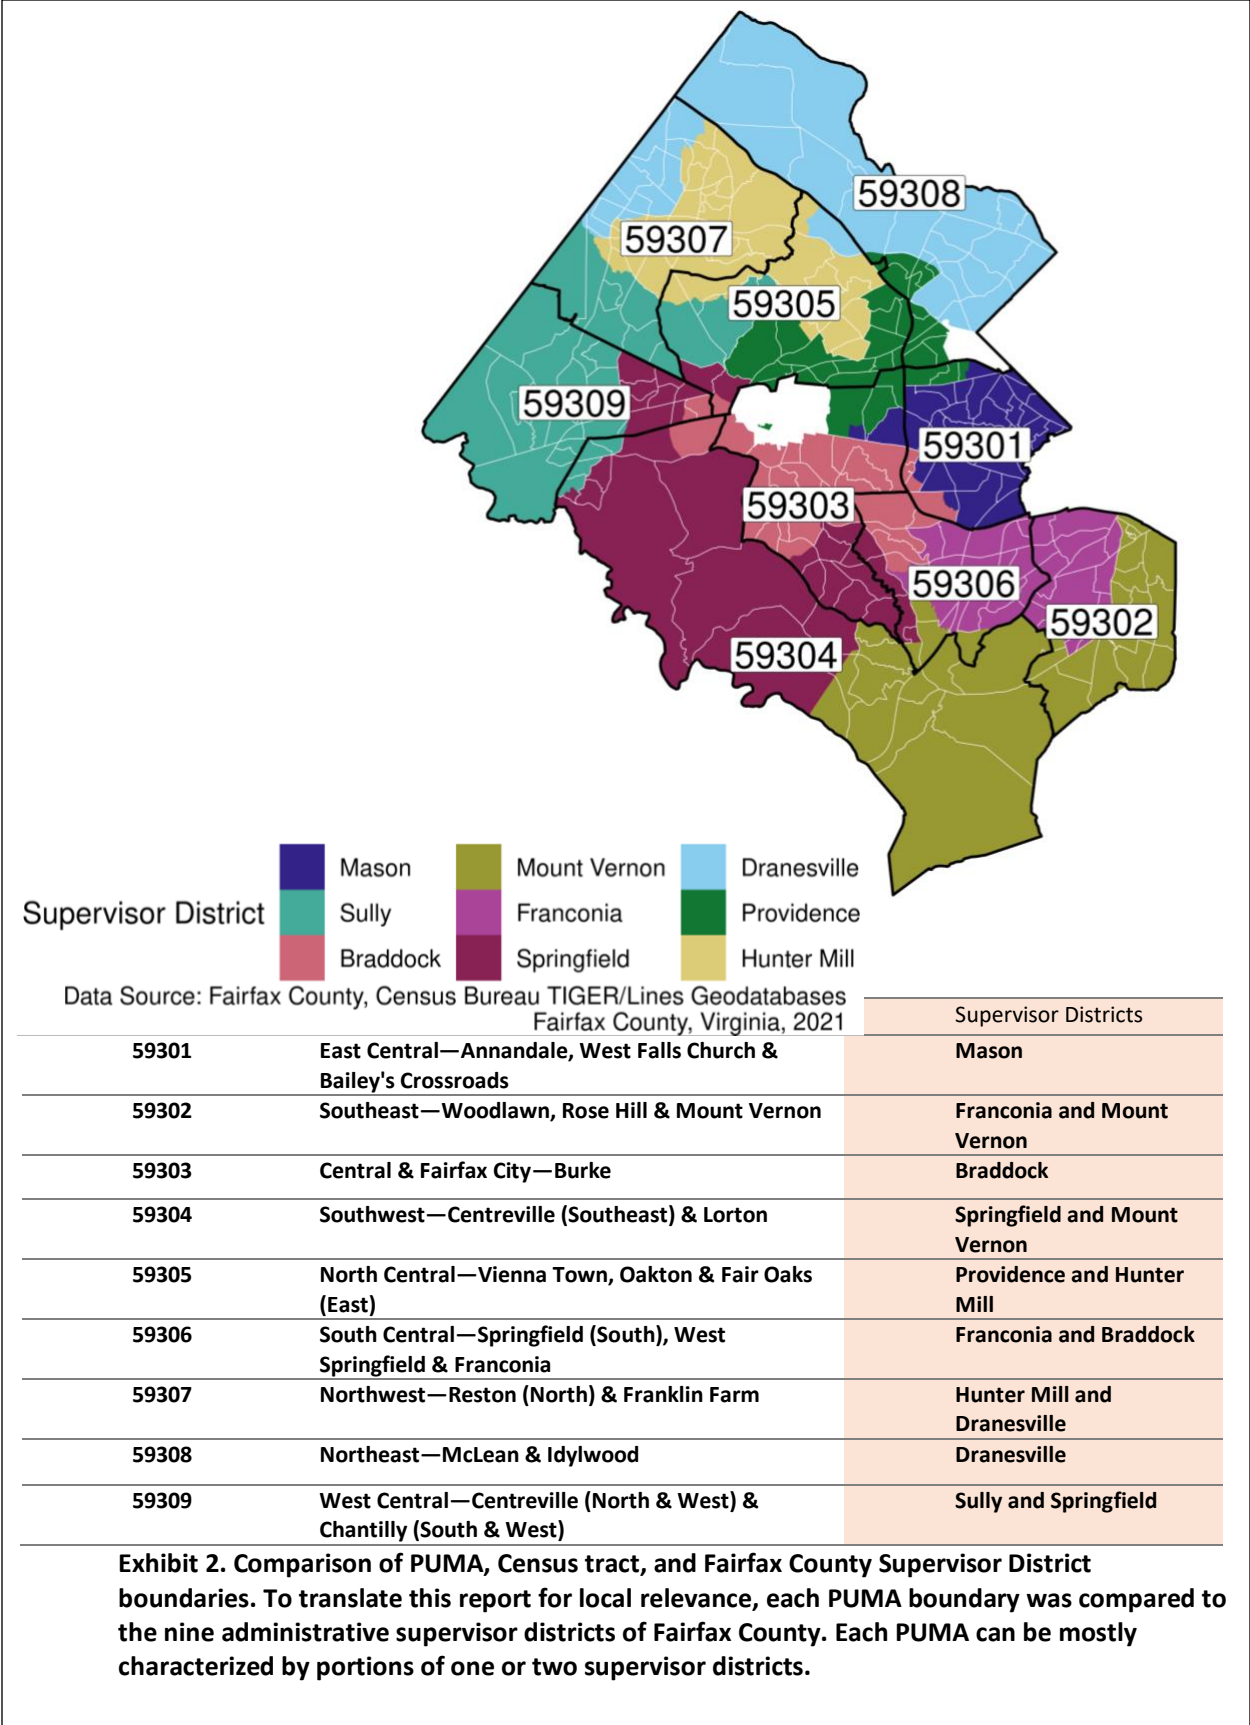 59308
59307
59305
59309
59301
59303
59306
59302
59304
Supervisor District
Mason
Mount Vernon
Dranesville
Sully
Franconia
Providence
Braddock
Springfield
Hunter Mill
Data Source: Fairfax County, Census Bureau TIGER/Lines Geodatabases
Fairfax County, Virginia, 2021
Supervisor Districts
59301 East Central—Annandale, West Falls Church & Mason
Bailey's Crossroads
59302 Southeast—Woodlawn, Rose Hill & Mount Vernon Franconia and Mount
Vernon
59303 Central & Fairfax City—Burke Braddock
59304 Southwest—Centreville (Southeast) & Lorton Springfield and Mount
Vernon
59305 North Central—Vienna Town, Oakton & Fair Oaks Providence and Hunter
(East) Mill
59306 South Central—Springfield (South), West Franconia and Braddock
Springfield & Franconia
59307 Northwest—Reston (North) & Franklin Farm Hunter Mill and
Dranesville
59308 Northeast—McLean & Idylwood Dranesville
59309 West Central—Centreville (North & West) & Sully and Springfield
Chantilly (South & West)
Exhibit 2. Comparison of PUMA, Census tract, and Fairfax County Supervisor District
boundaries. To translate this report for local relevance, each PUMA boundary was compared to
the nine administrative supervisor districts of Fairfax County. Each PUMA can be mostly
characterized by portions of one or two supervisor districts.